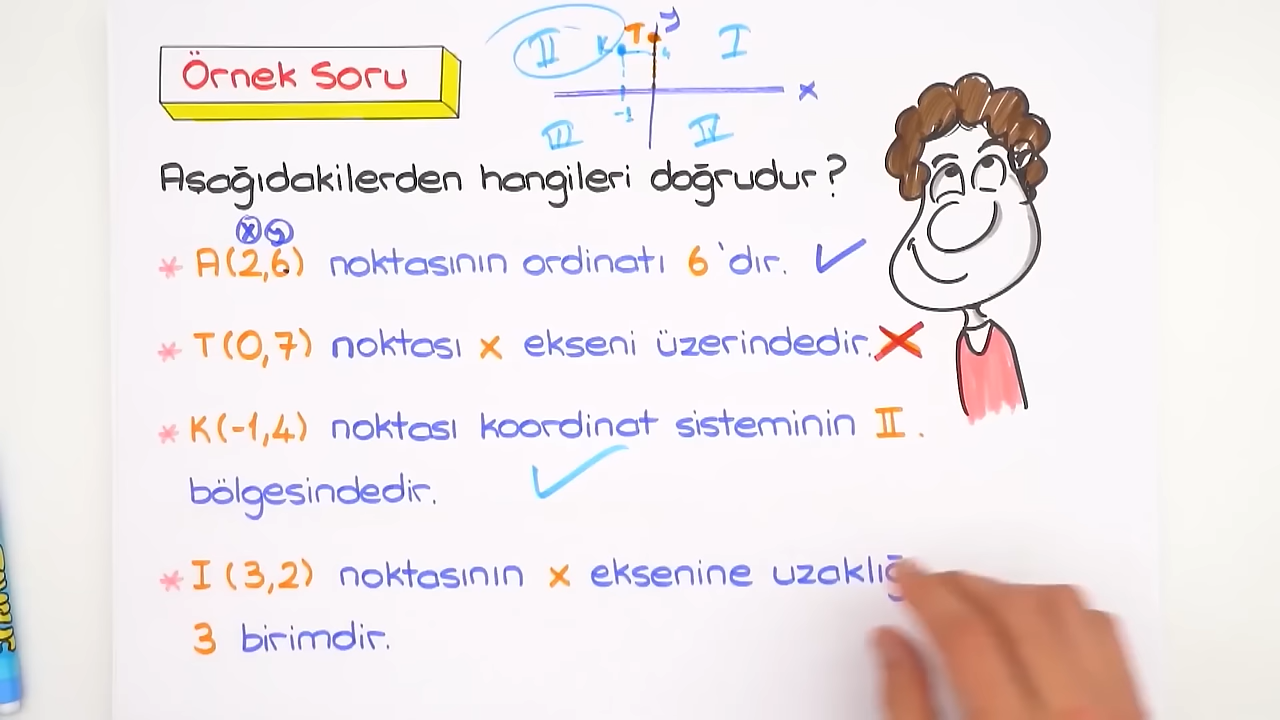 II K T y 4 I
Örnek Soru
x
-1
III IV
Aşağıdakilerden hangileri doğrudur?
x y
* A(2,6) noktasının ordinatı 6'dır.
* T(0,7) noktası x ekseni üzerindedir.
* K(-1,4) noktası koordinat sisteminin II.
bölgesindedir.
* I (3,2) noktasının x eksenine
3 birimdir.